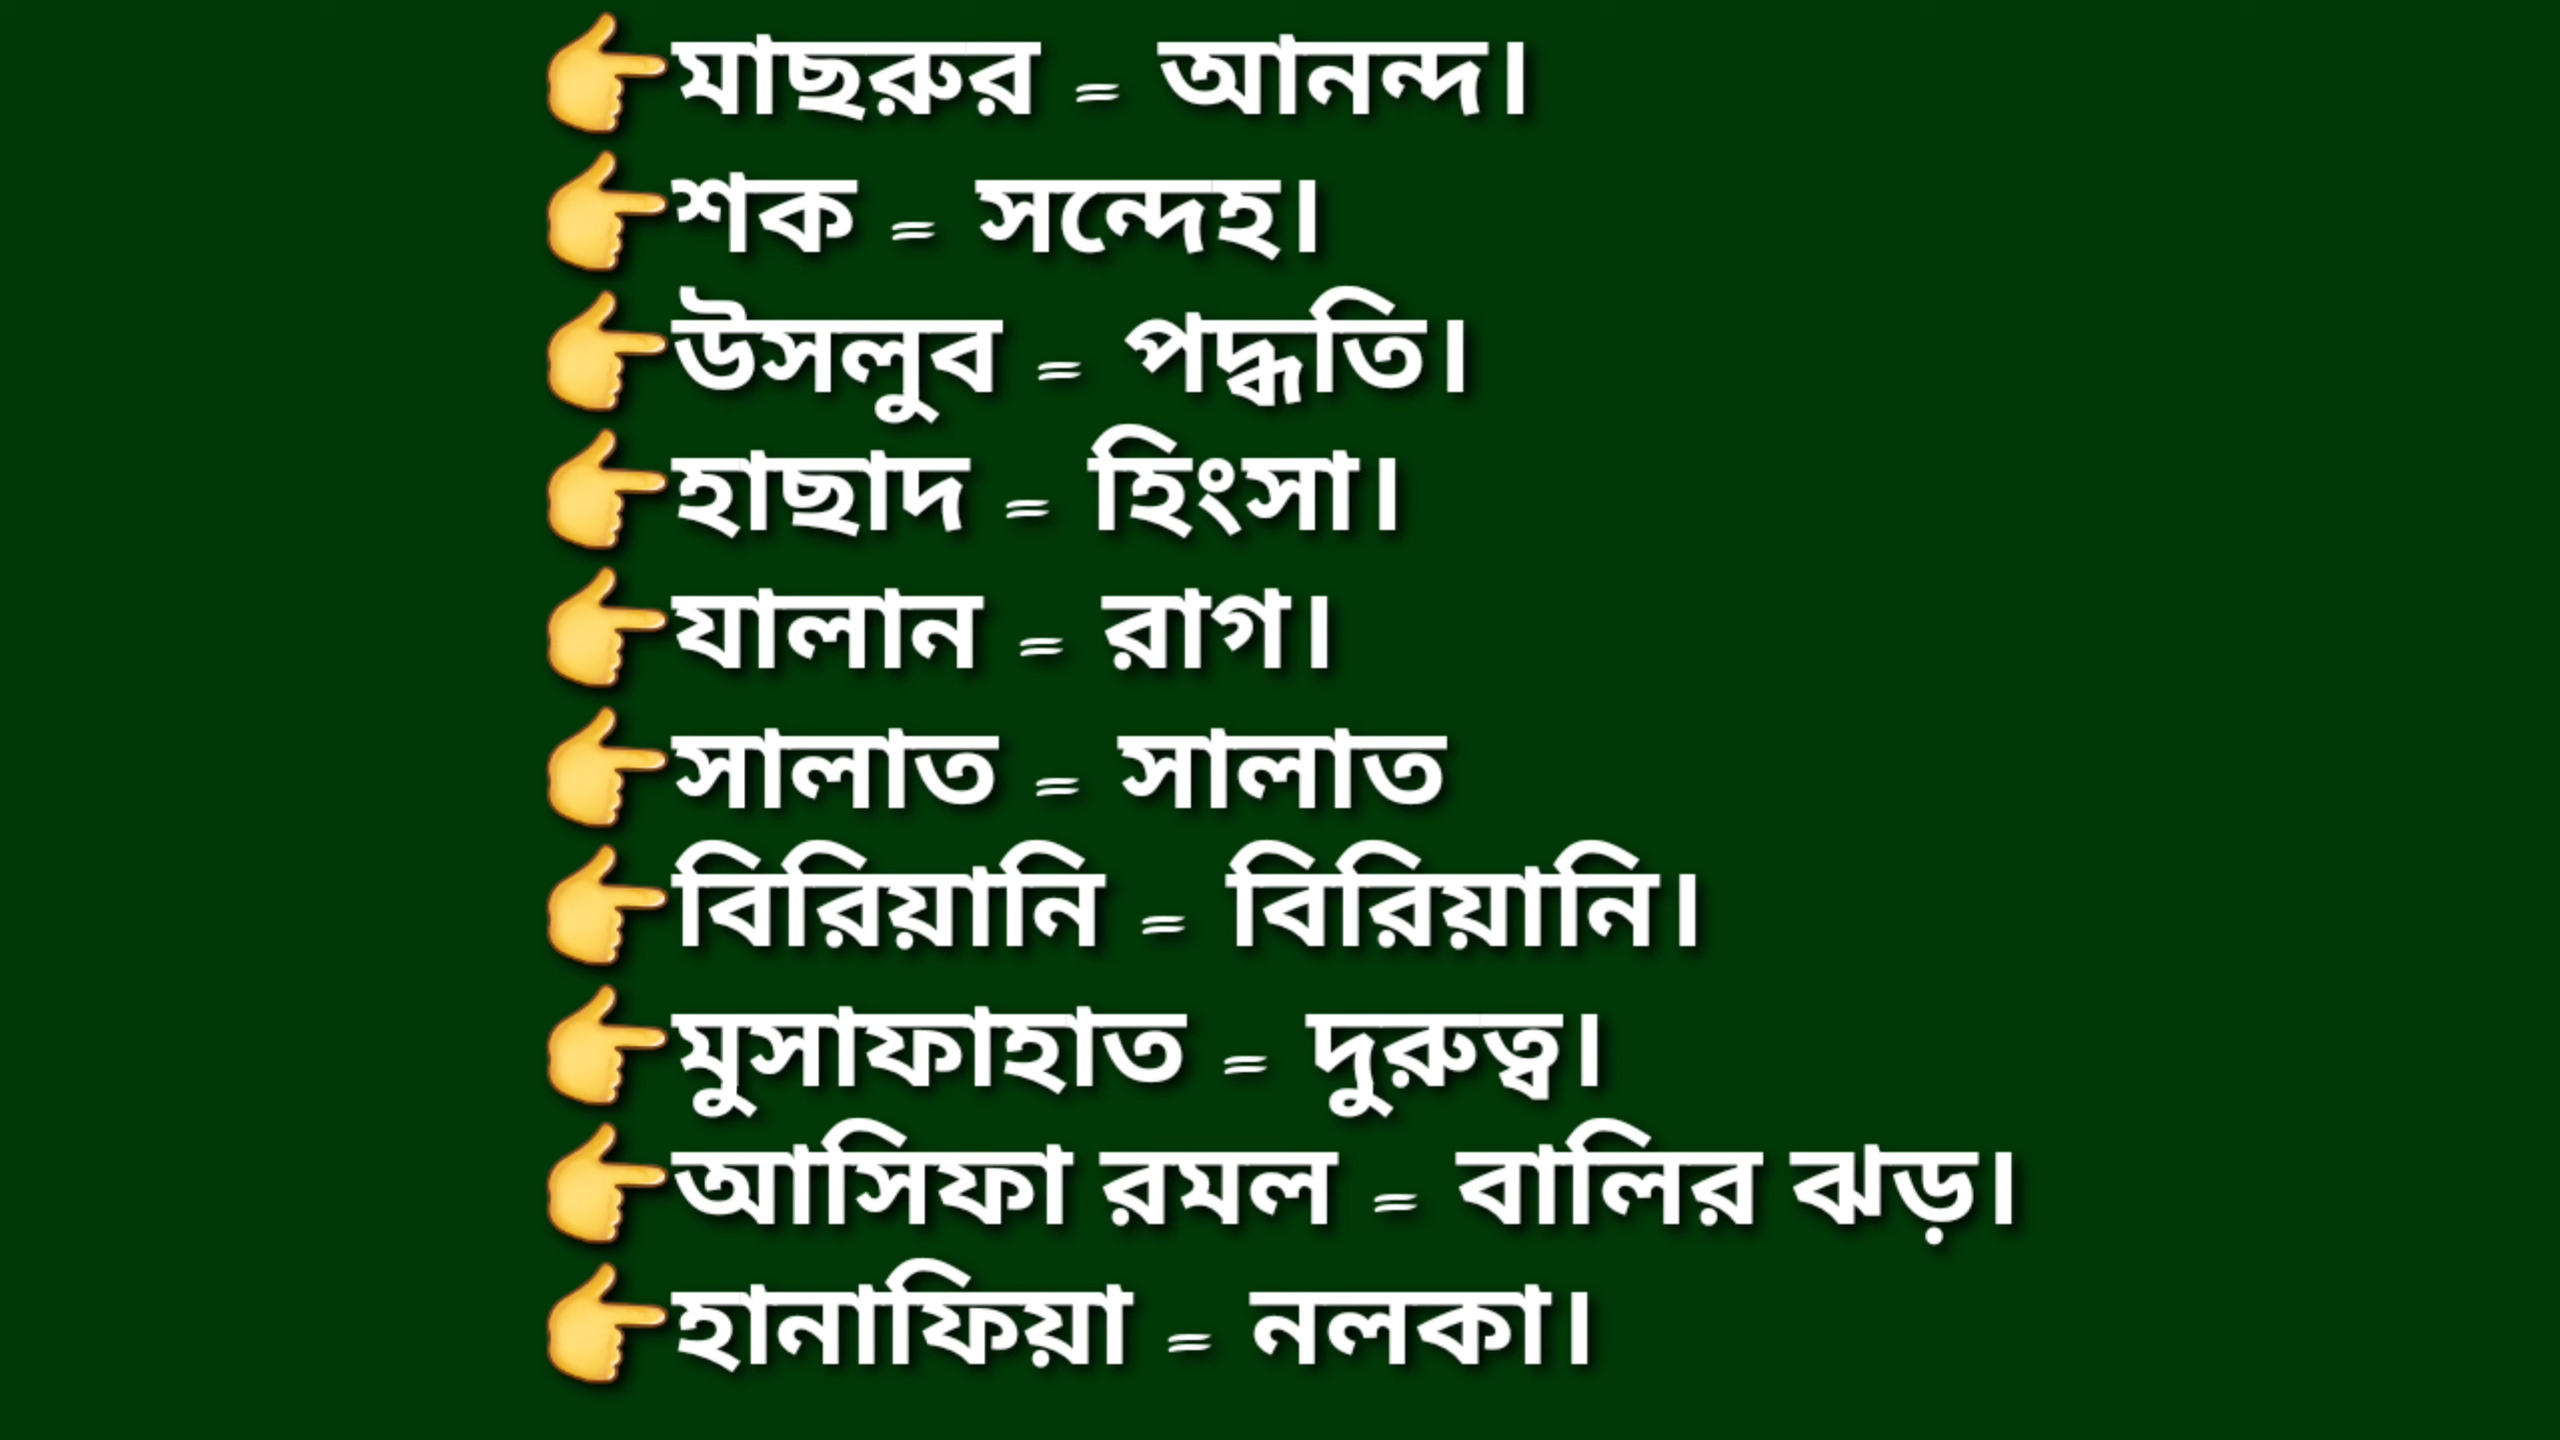 👉মাছরুর = আনন্দ।
👉শক = সন্দেহ।
👉উসলুব = পদ্ধতি।
👉হাছাদ = হিংসা।
👉যালান = রাগ।
👉সালাত = সালাত
👉বিরিয়ানি = বিরিয়ানি।
👉মুসাফাহাত = দুরুত্ব।
👉আসিফা রমল = বালির ঝড়।
👉হানাফিয়া = নলকা।